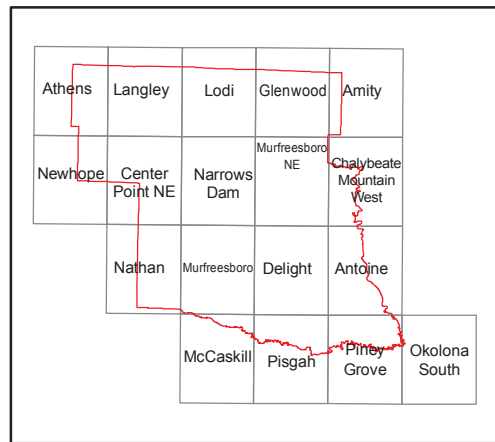 Athens
Langley
Lodi
Glenwood
Amity
Newhope
Center
Point NE
Narrows
Dam
Murfreesboro
NE
Chalybeate
Mountain
West
Nathan
Murfreesboro
Delight
Antoine
McCaskill
Pisgah
Piney
Grove
Okolona
South